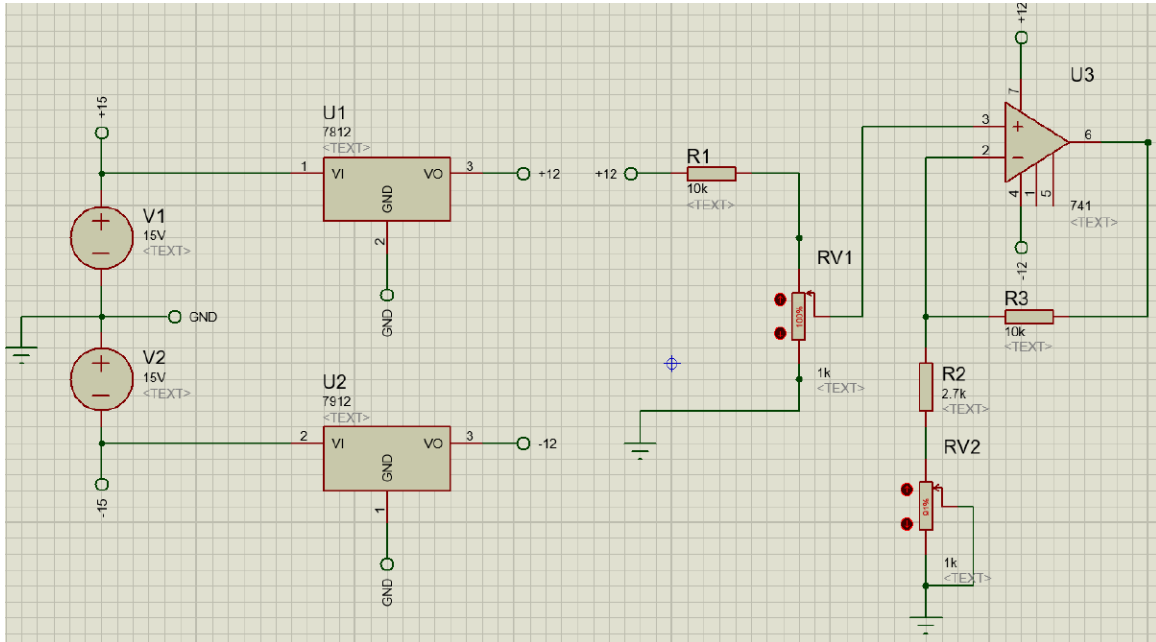 +15
V1
15V
<TEXT>
GND
V2
15V
<TEXT>
-15
U1
7812
<TEXT>
1
VI
VO
3
GND
2
+12
GND
U2
7912
<TEXT>
2
VI
VO
3
GND
1
-12
GND
+12
R1
10k
<TEXT>
RV1
100%
1k
<TEXT>
+12
U3
7
3
2
6
4
1
5
741
<TEXT>
-12
R3
10k
<TEXT>
R2
2.7k
<TEXT>
RV2
1k
<TEXT>